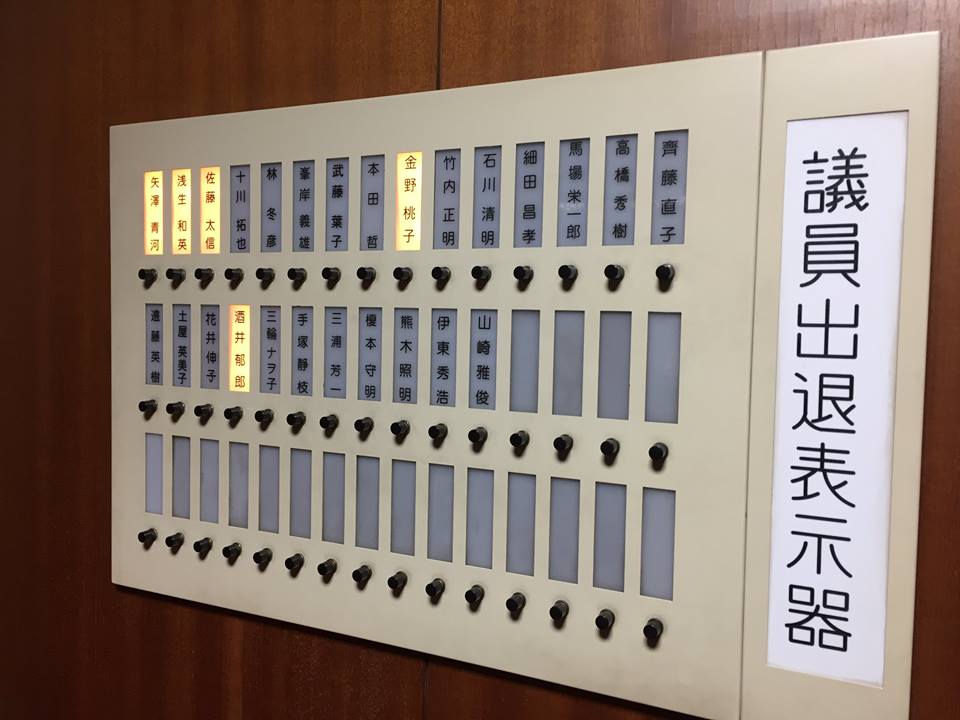 議員出退表示器
齊藤直子
高橋秀樹
馬場栄一郎
細田昌孝
石川清明
竹内正明
金野桃子
本田哲
武藤葉子
峯岸義雄
林冬彦
十川拓也
佐藤太信
浅生和英
矢澤青河
山崎雅俊
伊東秀浩
熊木照明
榎本守明
三浦芳一
手塚静枝
三輪ナヲ子
酒井郁郎
花井伸子
土屋英美子
遠藤英樹